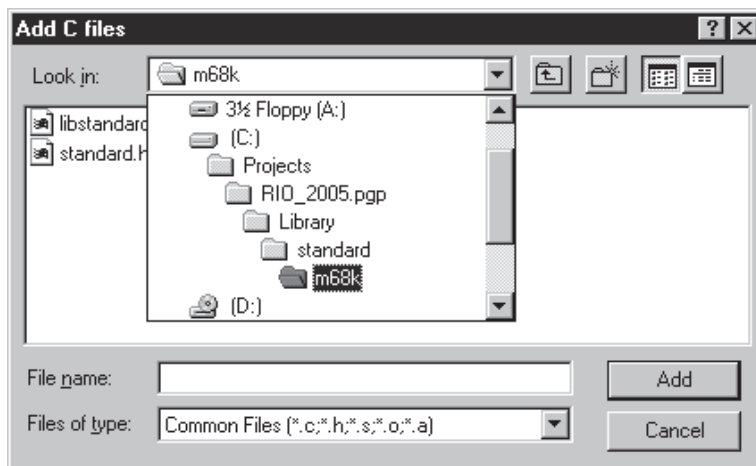 Add C files
Look in: m68k
3½ Floppy (A:)
(C:)
libstandard
standard.h
Projects
RIO_2005.pgp
Library
standard
m68k
(D:)
File name:
Add
Files of type: Common Files (*.c;*.h;*.s;*.o;*.a)
Cancel